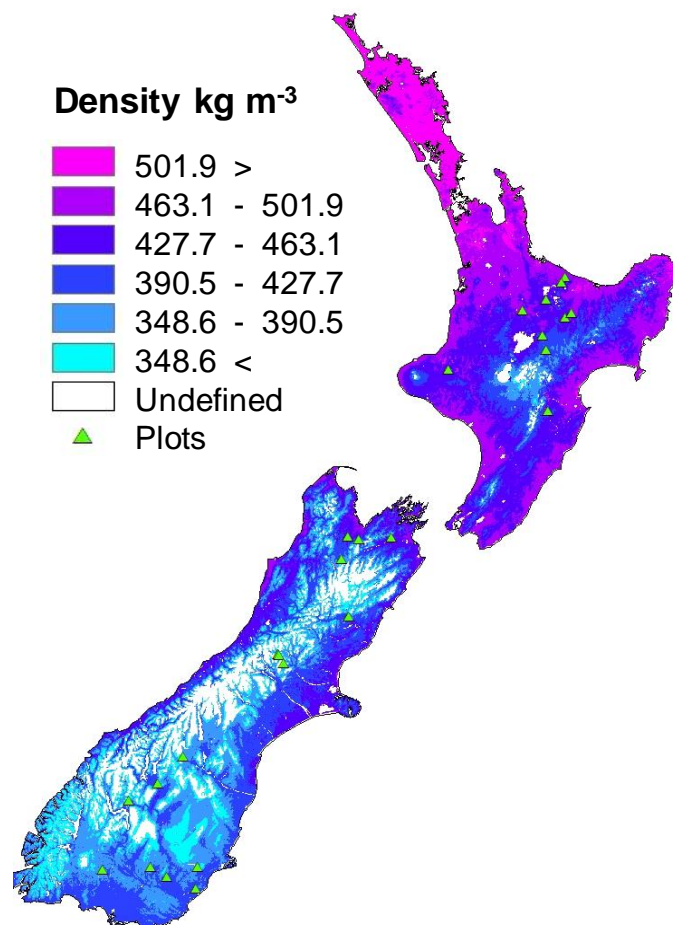 Density kg m-3
501.9 >
463.1 - 501.9
427.7 - 463.1
390.5 - 427.7
348.6 - 390.5
348.6 <
Undefined
Plots